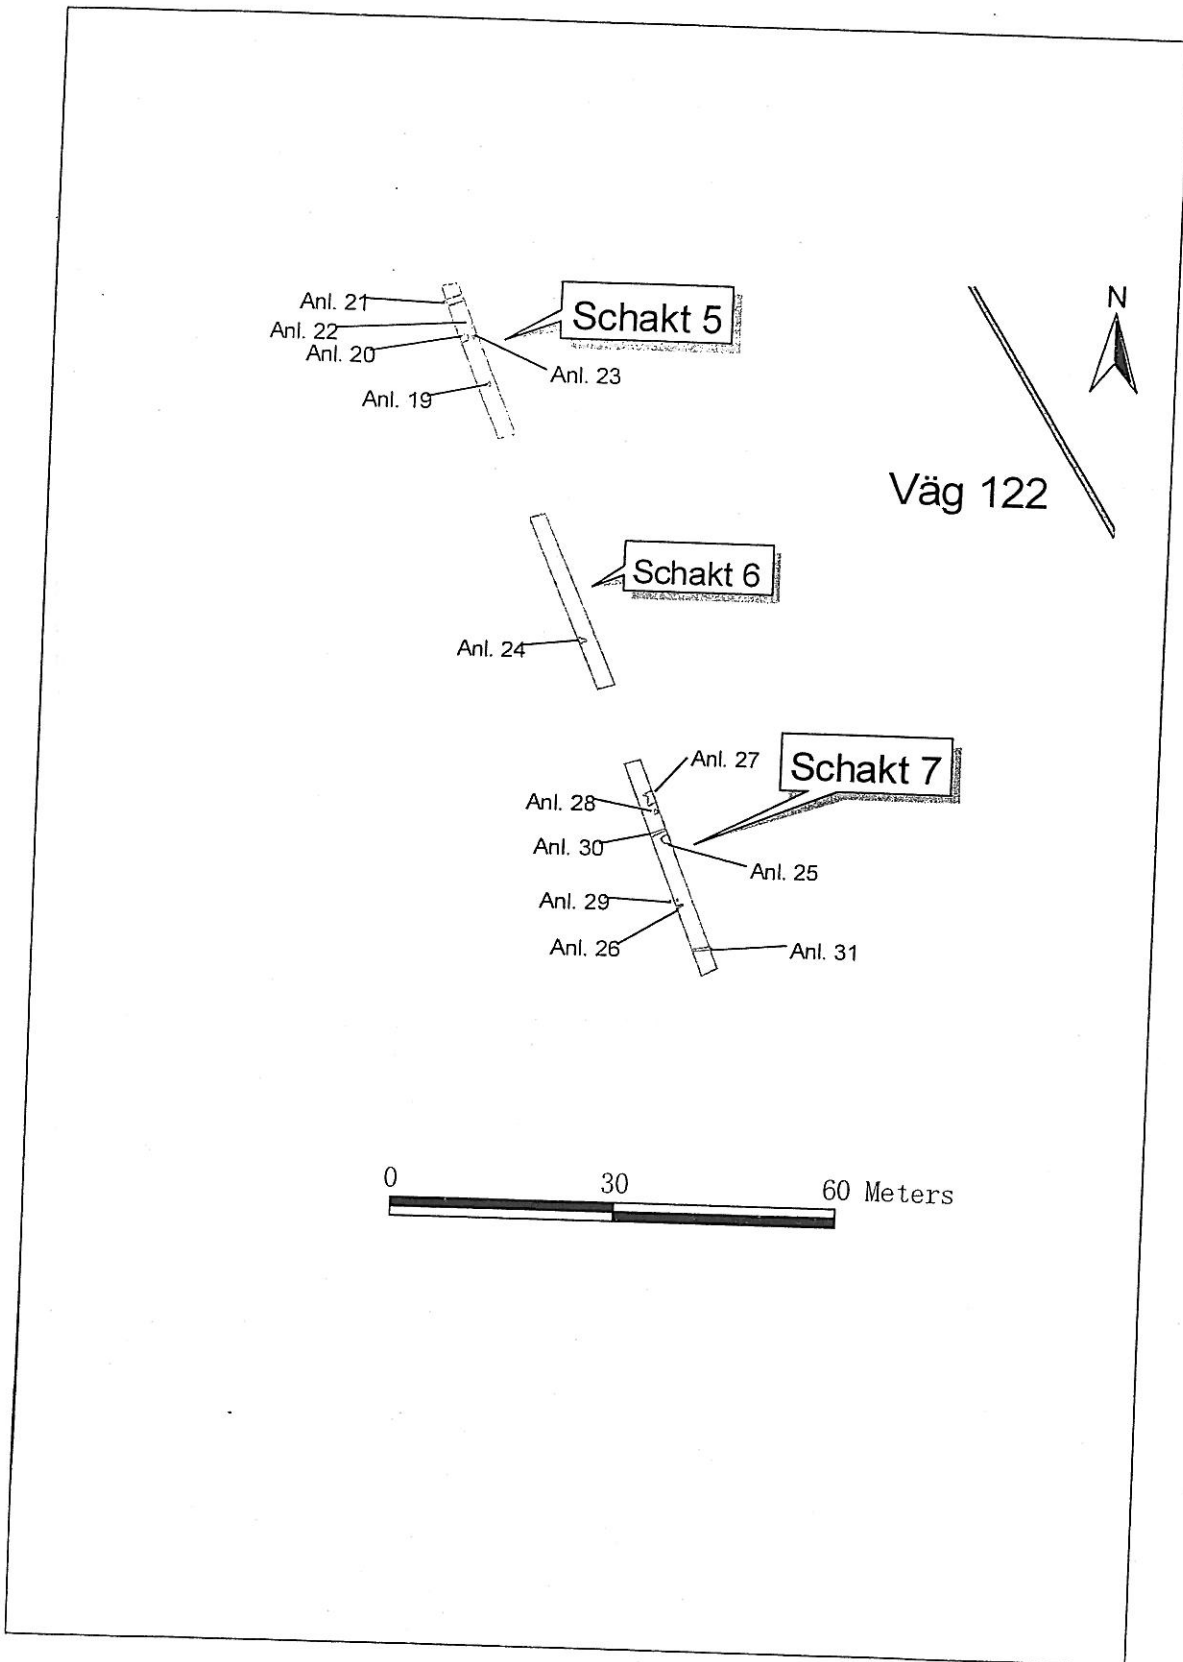 Anl. 21
Schakt 5
N
Anl. 22
Anl. 20
Anl. 23
Anl. 19
Väg 122
Schakt 6
Anl. 24
Anl. 27
Schakt 7
Anl. 28
Anl. 30
Anl. 25
Anl. 29
Anl. 26
Anl. 31
0 30 60 Meters